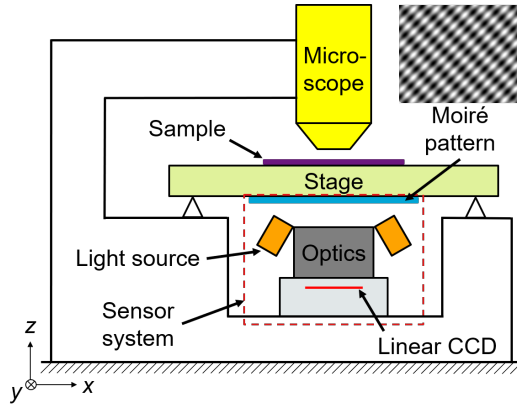 Micro-
scope
Moiré
pattern
Sample
Stage
Light source
Optics
Sensor
system
Linear CCD
z
y
x